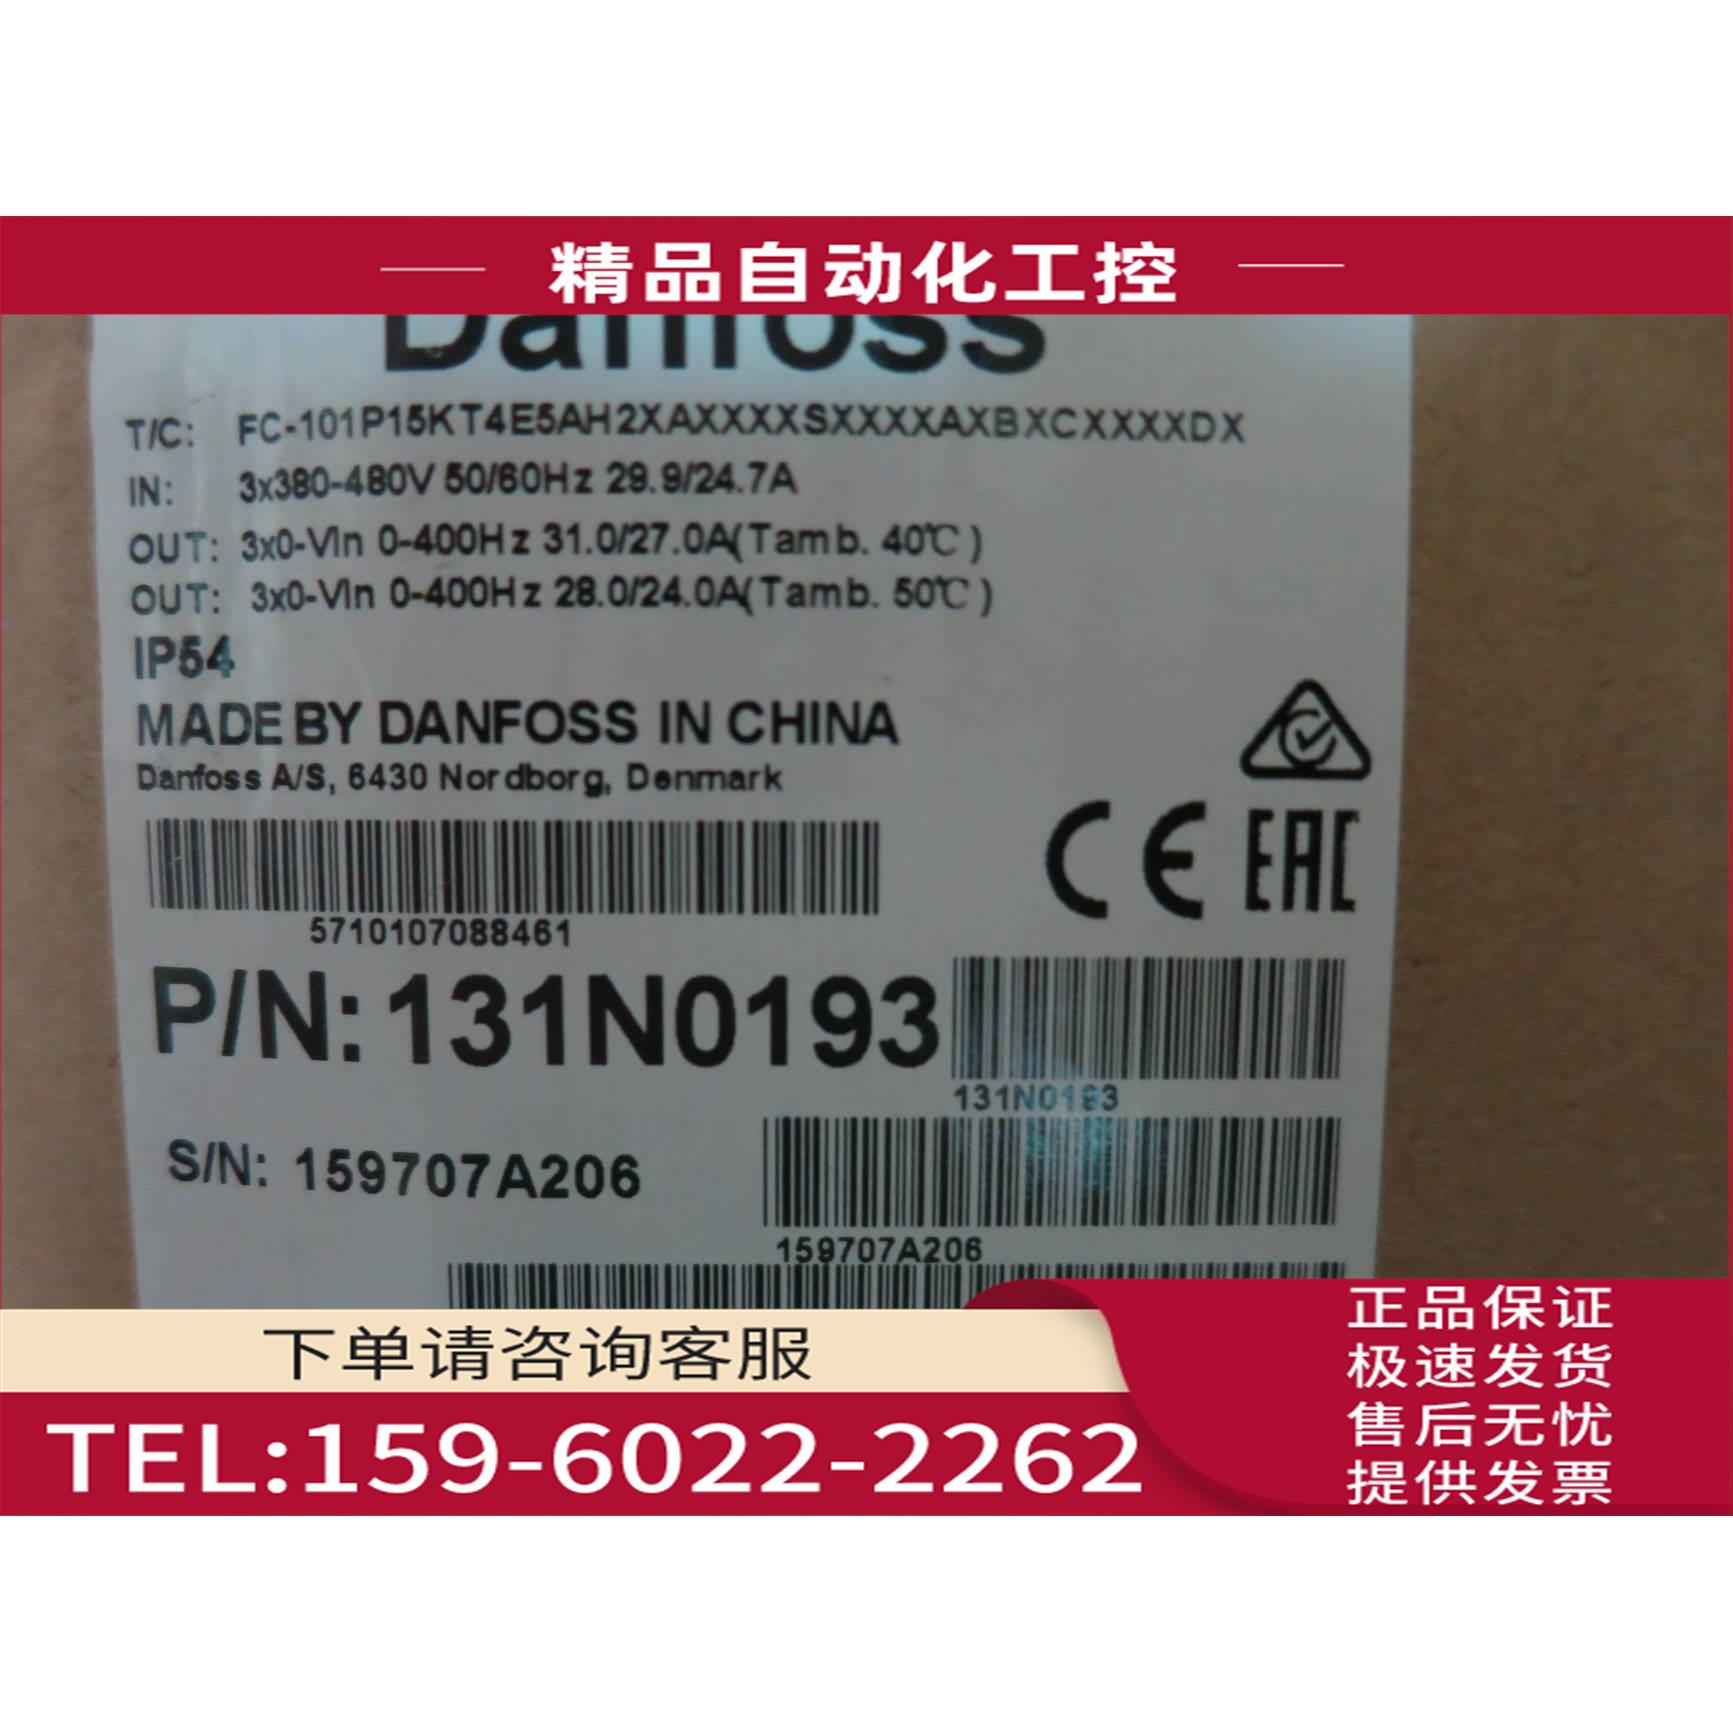 精品自动化工控
Danfoss
T/C: FC-101P15KT4E5AH2XAXXXXSXXXXAXBXCXXXXDX
IN: 3x380-480V 50/60Hz 29.9/24.7A
OUT: 3x0-Vin 0-400Hz 31.0/27.0A(Tamb. 40℃)
OUT: 3x0-Vin 0-400Hz 28.0/24.0A(Tamb. 50℃)
IP54
MADE BY DANFOSS IN CHINA
Danfoss A/S, 6430 Nordborg, Denmark
CE EAC
5710107088461
P/N: 131N0193
131N0193
S/N: 159707A206
159707A206
下单请咨询客服
TEL:159-6022-2262
正品保证
极速发货
售后无忧
提供发票